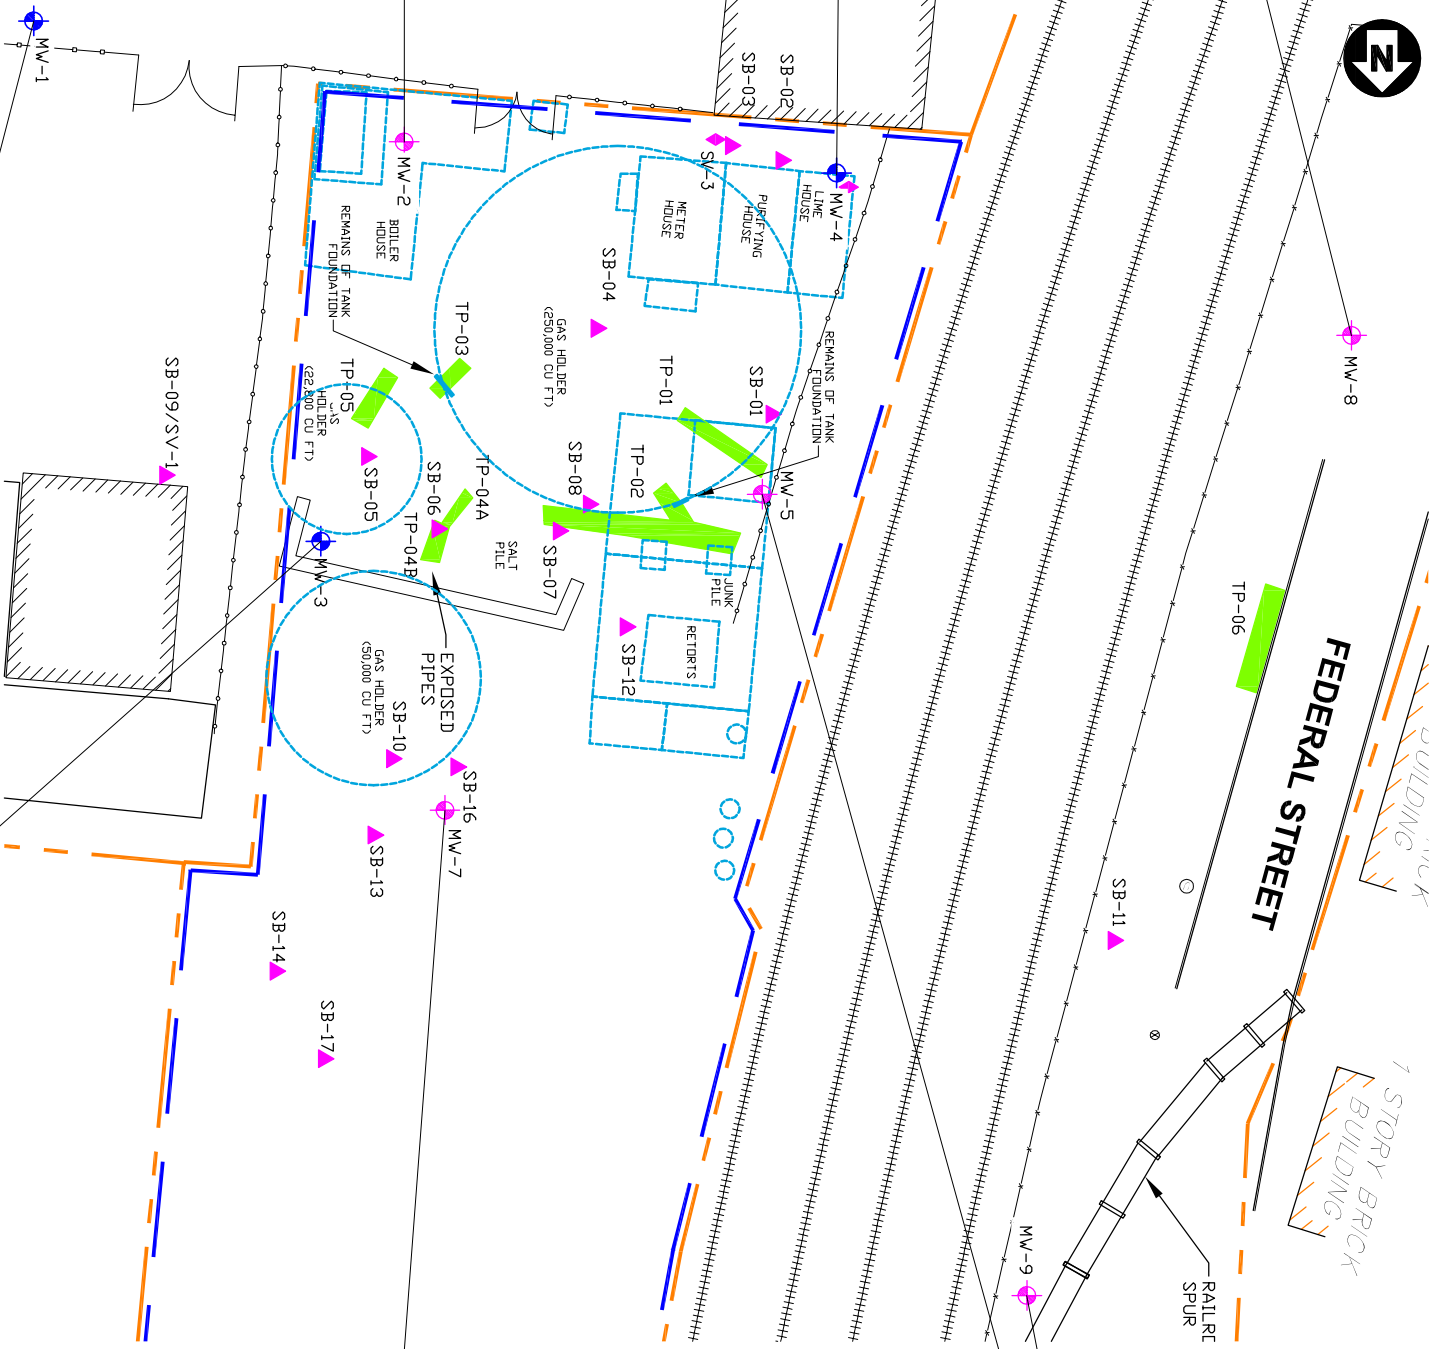 N
MW-1
SB-03
SB-02
SV-3
MW-2
MW-4
LIME
HOUSE
PURIFYING
HOUSE
METER
HOUSE
BOILER
HOUSE
REMAINS OF TANK
FOUNDATION
SB-04
TP-03
GAS HOLDER
(250,000 CU FT)
REMAINS OF TANK
FOUNDATION
TP-01
SB-01
MW-8
SB-09/SV-1
TP-05
GAS
HOLDER
(22,800 CU FT)
SB-05
SB-06
TP-04A
TP-04B
SB-08
TP-02
MW-5
MW-3
SALT
PILE
SB-07
JUNK
PILE
TP-06
SB-12
RETORTS
EXPOSED
PIPES
GAS HOLDER
(50,000 CU FT)
SB-10
SB-16
MW-7
SB-13
FEDERAL STREET
BUILDING
SB-11
SB-14
SB-17
1 STORY BRICK
BUILDING
MW-9
SPUR